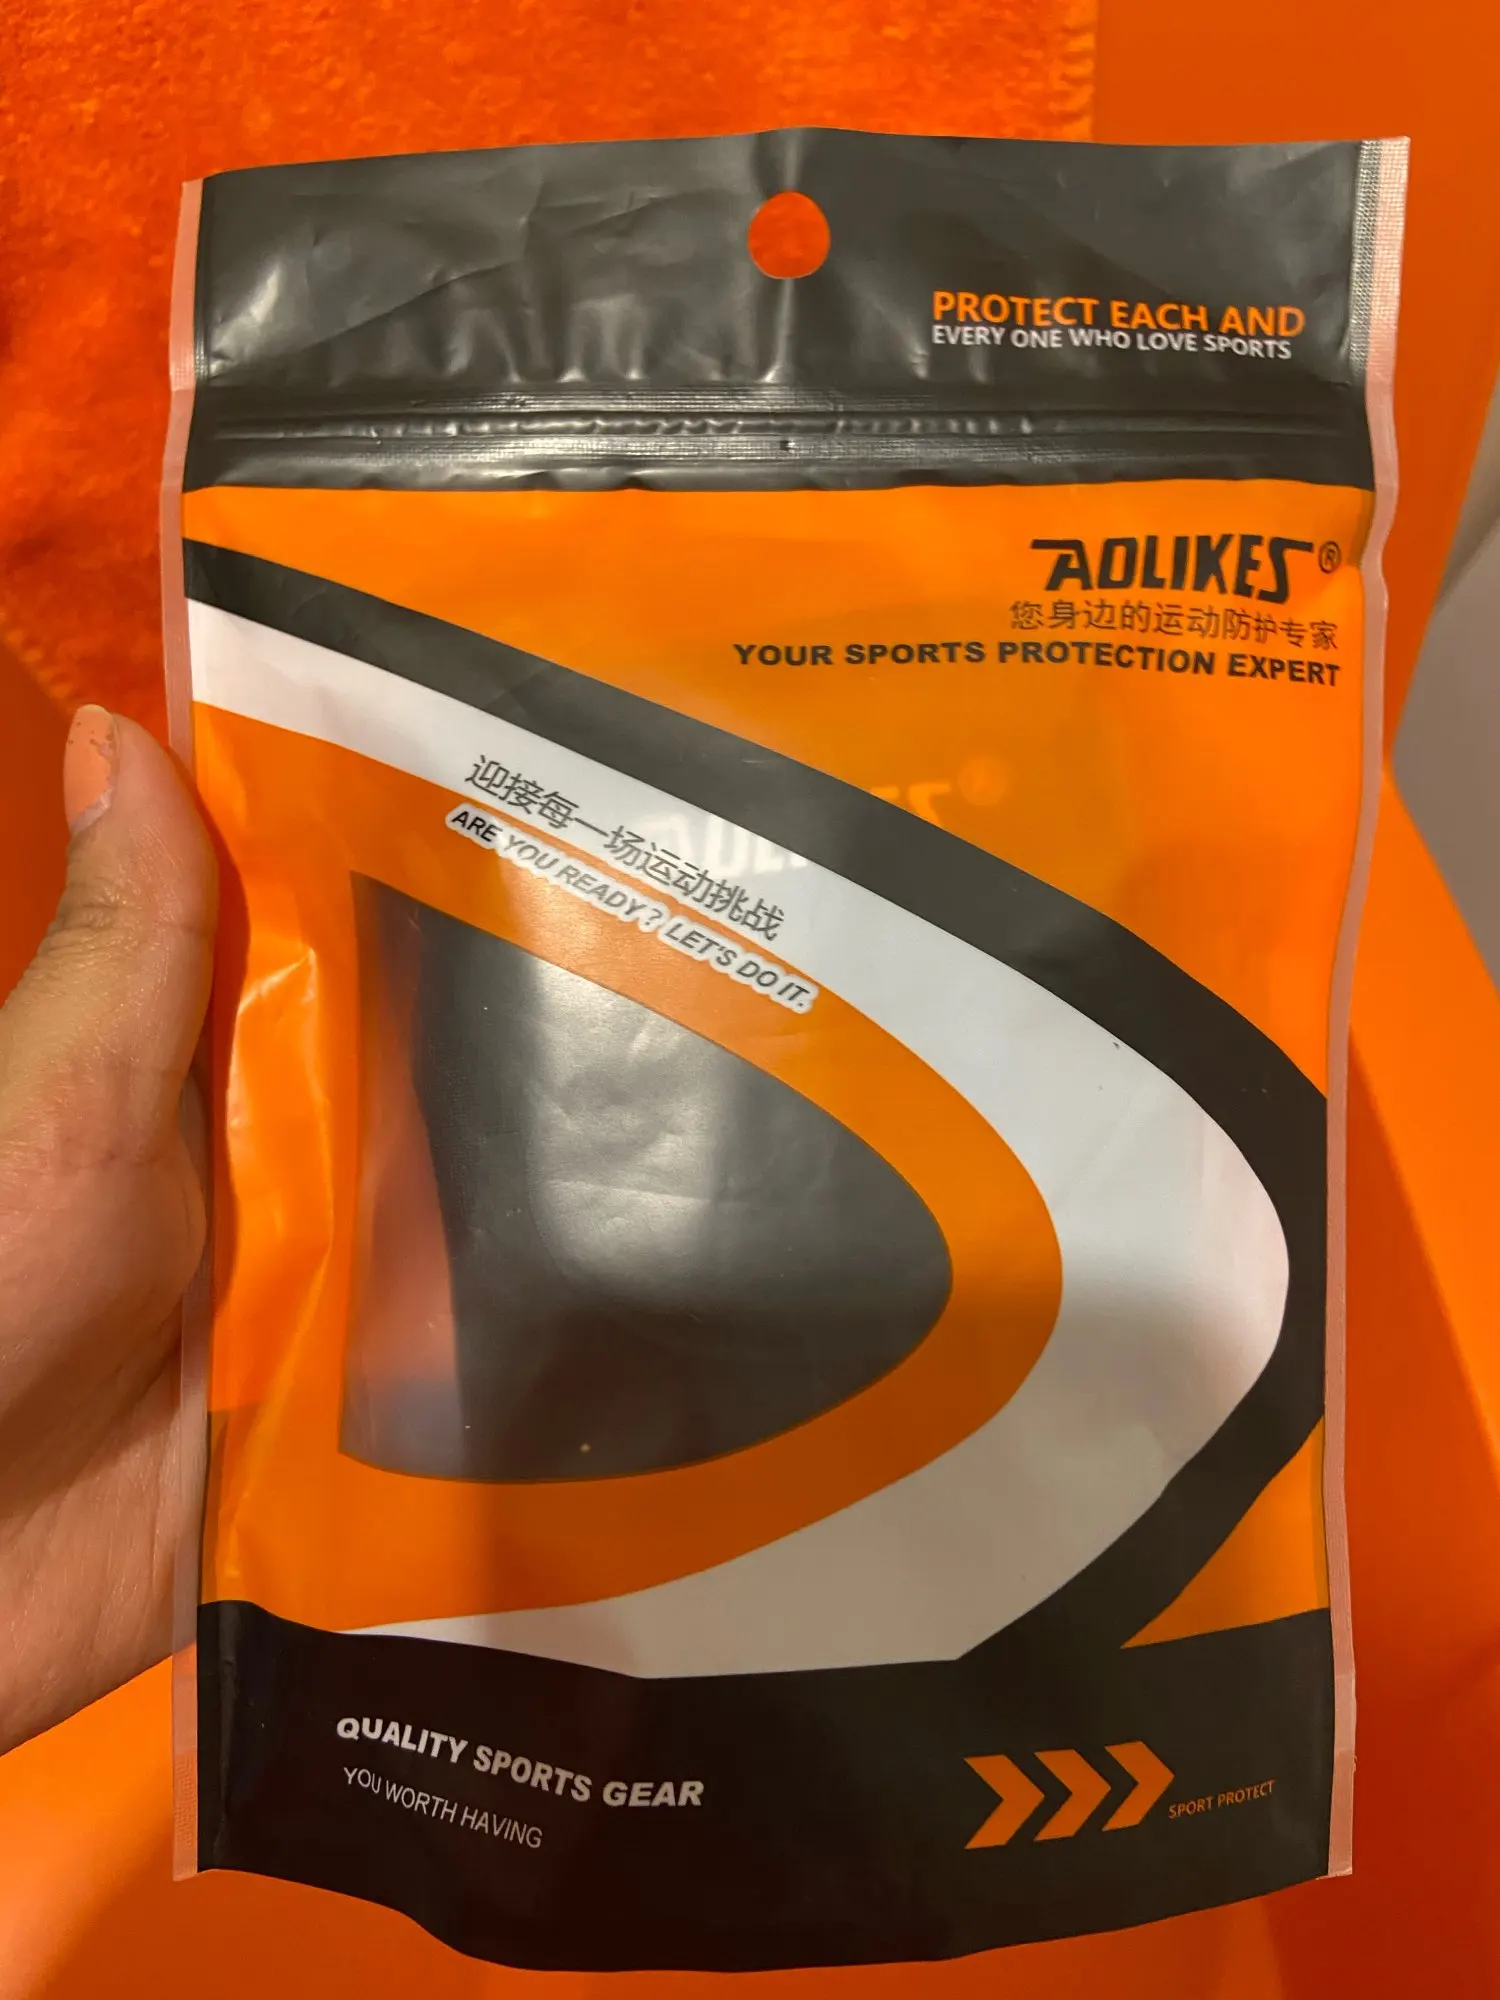 PROTECT EACH AND
EVERY ONE WHO LOVE SPORTS
AOLIKES®
您身边的运动防护专家
YOUR SPORTS PROTECTION EXPERT
迎接每一场运动挑战
ARE YOU READY? LET'S DO IT.
QUALITY SPORTS GEAR
YOU WORTH HAVING
SPORT PROTECT